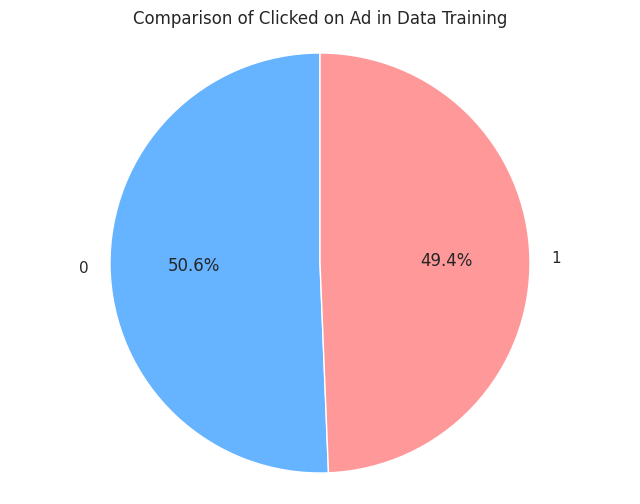 Comparison of Clicked on Ad in Data Training
0
50.6%
49.4%
1